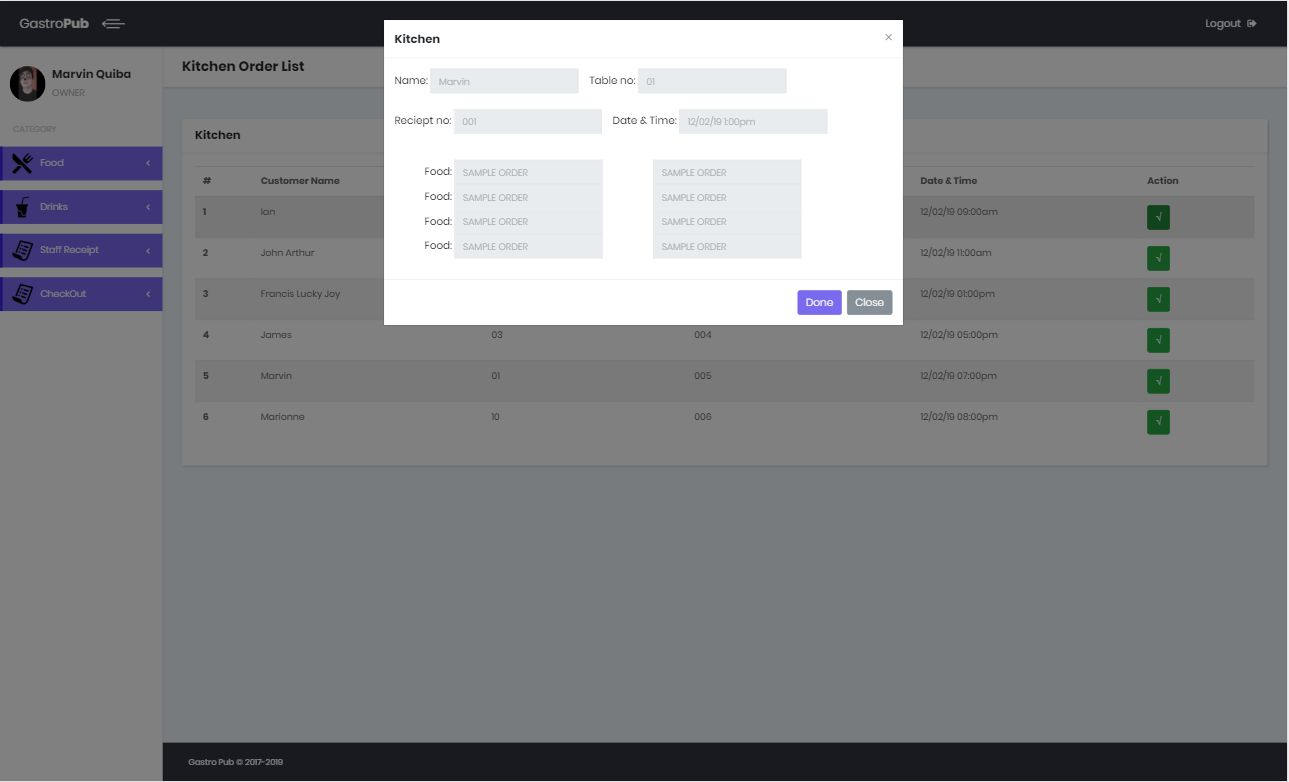 GastroPub
Logout
Marvin Quiba
OWNER
CATEGORY
Food
Drinks
Staff Receipt
CheckOut
Kitchen Order List
Kitchen
# Customer Name Date & Time Action
1 Ian 12/02/19 09:00am √
2 John Arthur 12/02/19 11:00am √
3 Francis Lucky Joy 12/02/19 01:00pm √
4 James 03 004 12/02/19 05:00pm √
5 Marvin 01 005 12/02/19 07:00pm √
6 Marionne 10 006 12/02/19 08:00pm √
Kitchen ×
Name: Marvin Table no: 01
Reciept no: 001 Date & Time: 12/02/19 1:00pm
Food: SAMPLE ORDER SAMPLE ORDER
Food: SAMPLE ORDER SAMPLE ORDER
Food: SAMPLE ORDER SAMPLE ORDER
Food: SAMPLE ORDER SAMPLE ORDER
Done Close
Gastro Pub © 2017-2019